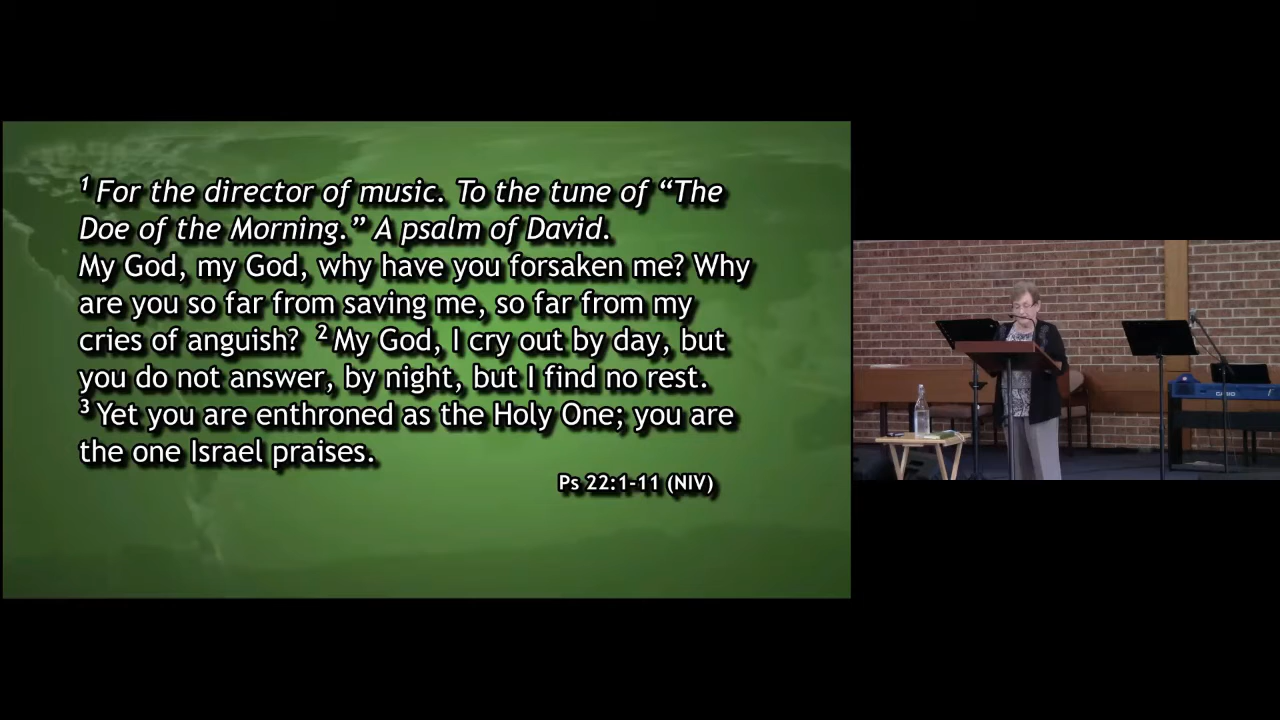 1 For the director of music. To the tune of “The
Doe of the Morning.” A psalm of David.
My God, my God, why have you forsaken me? Why
are you so far from saving me, so far from my
cries of anguish? 2 My God, I cry out by day, but
you do not answer, by night, but I find no rest.
3 Yet you are enthroned as the Holy One; you are
the one Israel praises.
Ps 22:1-11 (NIV)
CASIO